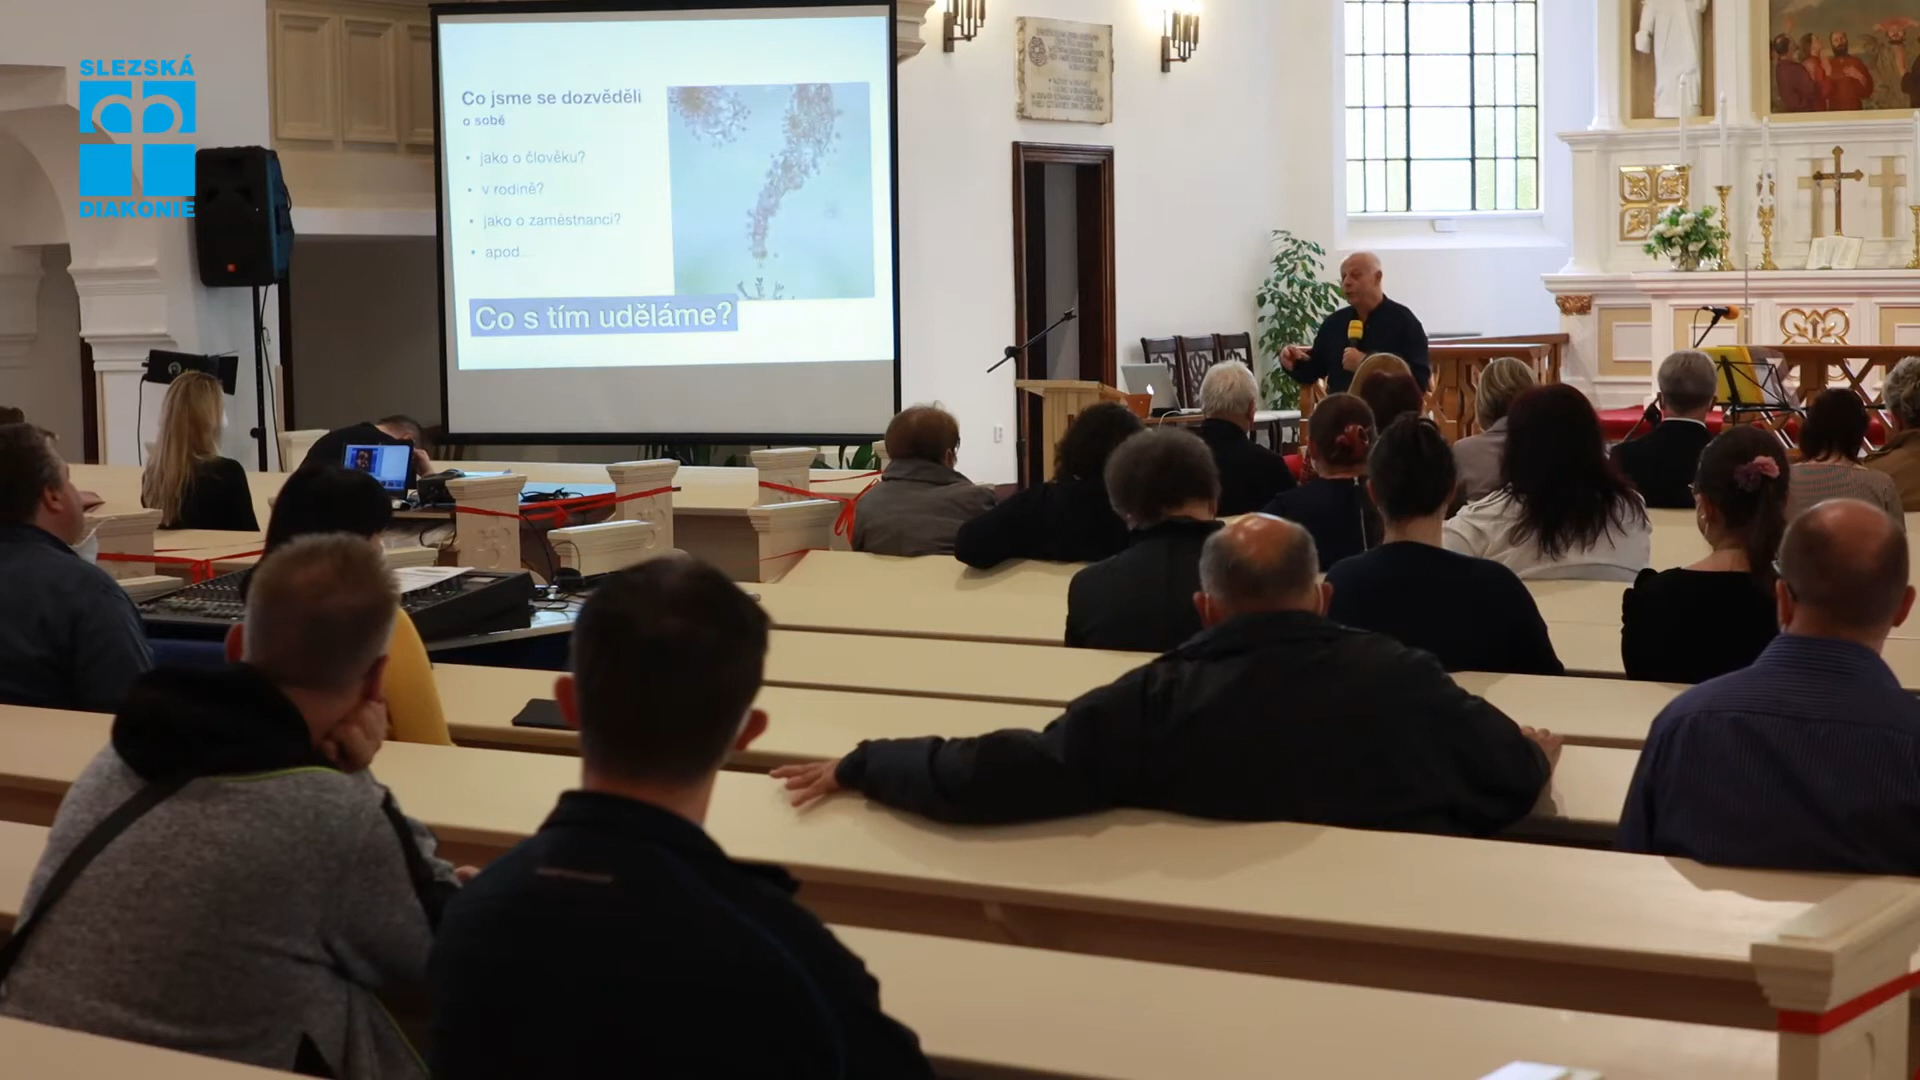 SLEZSKÁ
DIAKONIE
Co jsme se dozvěděli
o sobě
• jako o člověku?
• v rodině?
• jako o zaměstnanci?
• apod...
Co s tím uděláme?